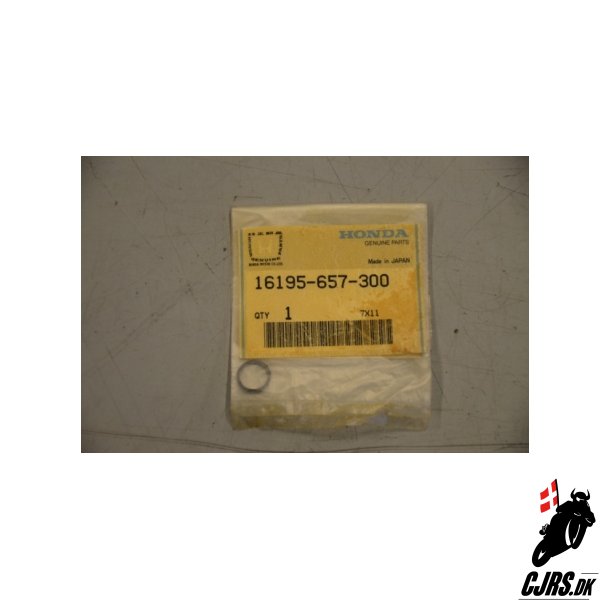 HONDA
GENUINE PARTS
Made in JAPAN
16195-657-300
QTY 1 7X11
CJRS.DK